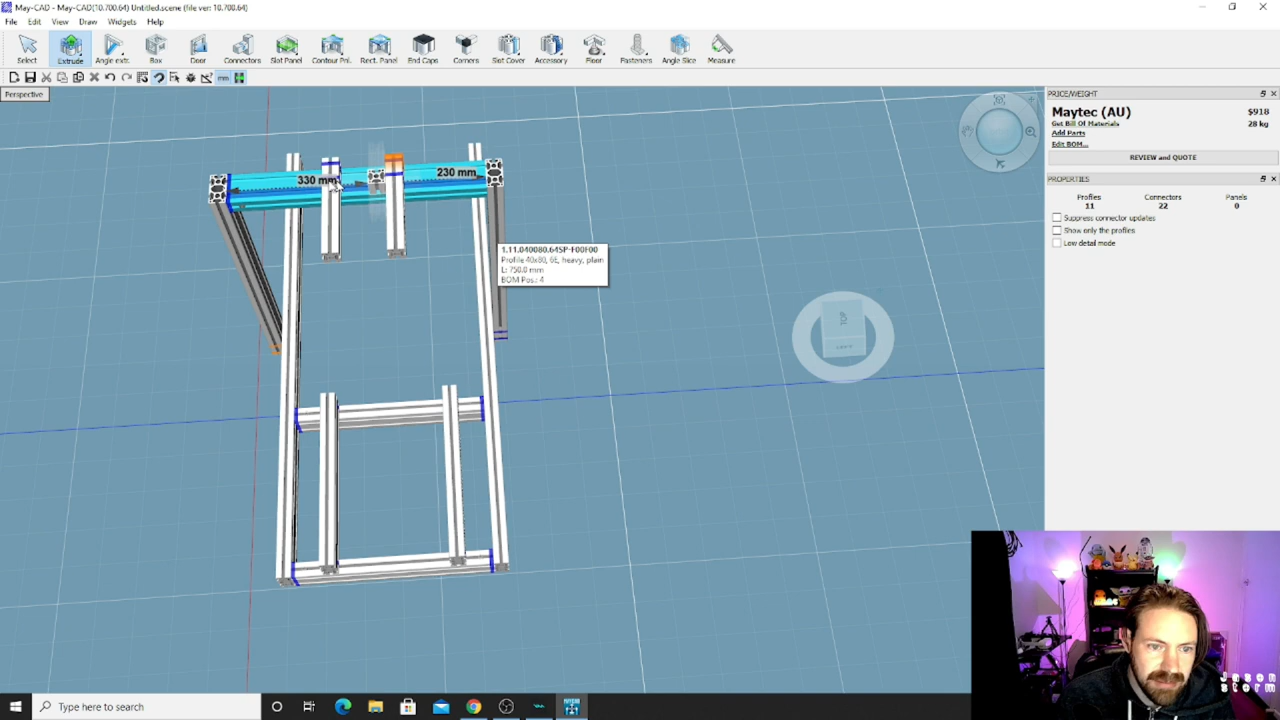 May-CAD - May-CAD(10.700.64) Untitled.scene (file ver: 10.700.64)
File Edit View Draw Widgets Help
Select Extrude Angle extr. Box Door Connectors Slot Panel Contour Pnl. Rect. Panel End Caps Corners Slot Cover Accessory Floor Fasteners Angle Slice Measure
mm
Perspective
PRICE/WEIGHT
Maytec (AU) $918
Get Bill Of Materials 28 kg
Add Parts
Edit BOM...
REVIEW and QUOTE
PROPERTIES
Profiles Connectors Panels
11 22 0
Suppress connector updates
Show only the profiles
Low detail mode
330 mm
230 mm
1.11.040080.64SP-F00F00
Profile 40x80, 6E, heavy, plain
L: 750.0 mm
BOM Pos.: 4
TOP
Jason
storm
Type here to search